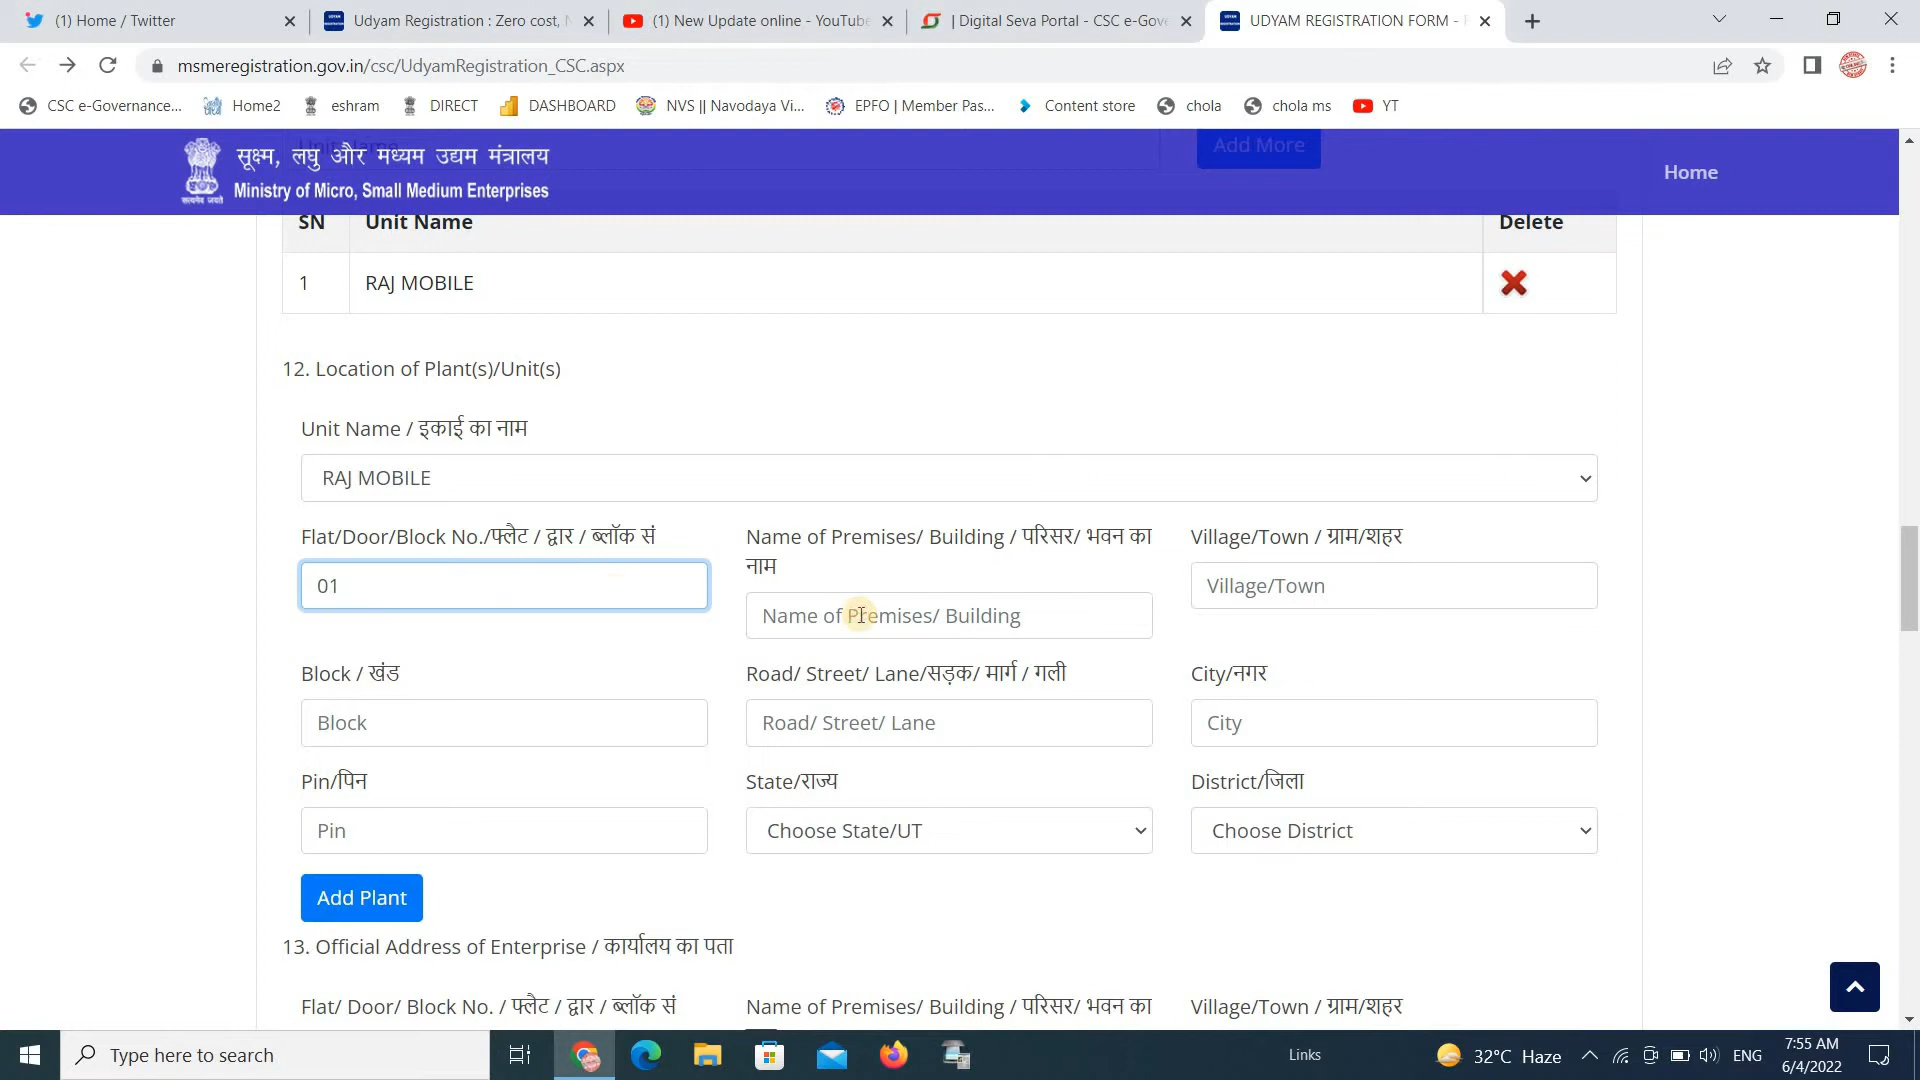 (1) Home / Twitter
Udyam Registration : Zero cost,
(1) New Update online - YouTube
| Digital Seva Portal - CSC e-Gove
UDYAM REGISTRATION FORM -
msmeregistration.gov.in/csc/UdyamRegistration_CSC.aspx
CSC e-Governance...
Home2
eshram
DIRECT
DASHBOARD
NVS || Navodaya Vi...
EPFO | Member Pas...
Content store
chola
chola ms
YT
सूक्ष्म, लघु और मध्यम उद्यम मंत्रालय
Ministry of Micro, Small Medium Enterprises
सत्यमेव जयते
Unit Name
Add More
Home
SN
Unit Name
Delete
1
RAJ MOBILE
12. Location of Plant(s)/Unit(s)
Unit Name / इकाई का नाम
RAJ MOBILE
Flat/Door/Block No./फ्लैट / द्वार / ब्लॉक सं
Name of Premises/ Building / परिसर/ भवन का
नाम
Village/Town / ग्राम/शहर
01
Name of Premises/ Building
Village/Town
Block / खंड
Road/ Street/ Lane/सड़क/ मार्ग / गली
City/नगर
Block
Road/ Street/ Lane
City
Pin/पिन
State/राज्य
District/जिला
Pin
Choose State/UT
Choose District
Add Plant
13. Official Address of Enterprise / कार्यालय का पता
Flat/ Door/ Block No. / फ्लैट / द्वार / ब्लॉक सं
Name of Premises/ Building / परिसर/ भवन का
Village/Town / ग्राम/शहर
Type here to search
Links
32°C Haze
ENG
7:55 AM
6/4/2022